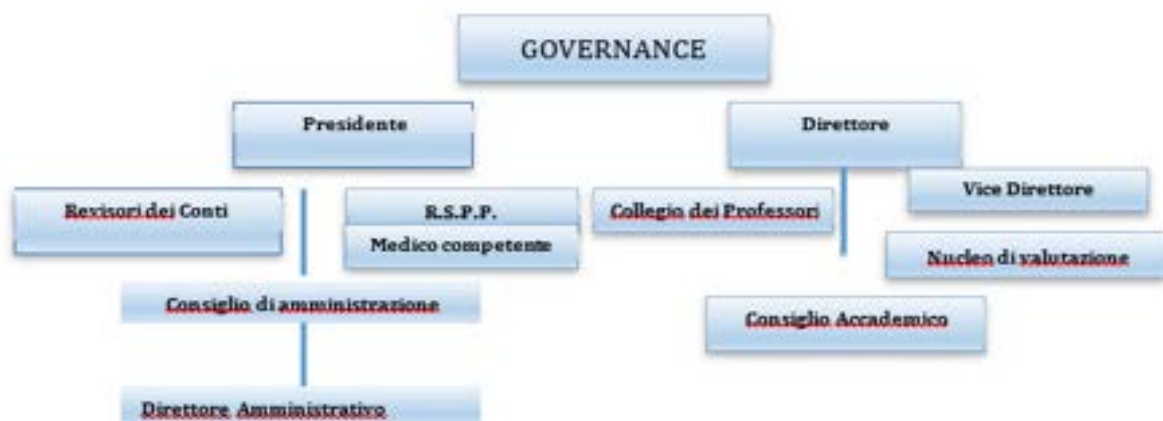 GOVERNANCE
Presidente
Direttore
Revisori dei Conti
R.S.P.P.
Medico competente
Collegio dei Professori
Vice Direttore
Nuclen di valutazione
Consiglio di amministrazione
Consiglio Accademico
Direttore Amministrativo